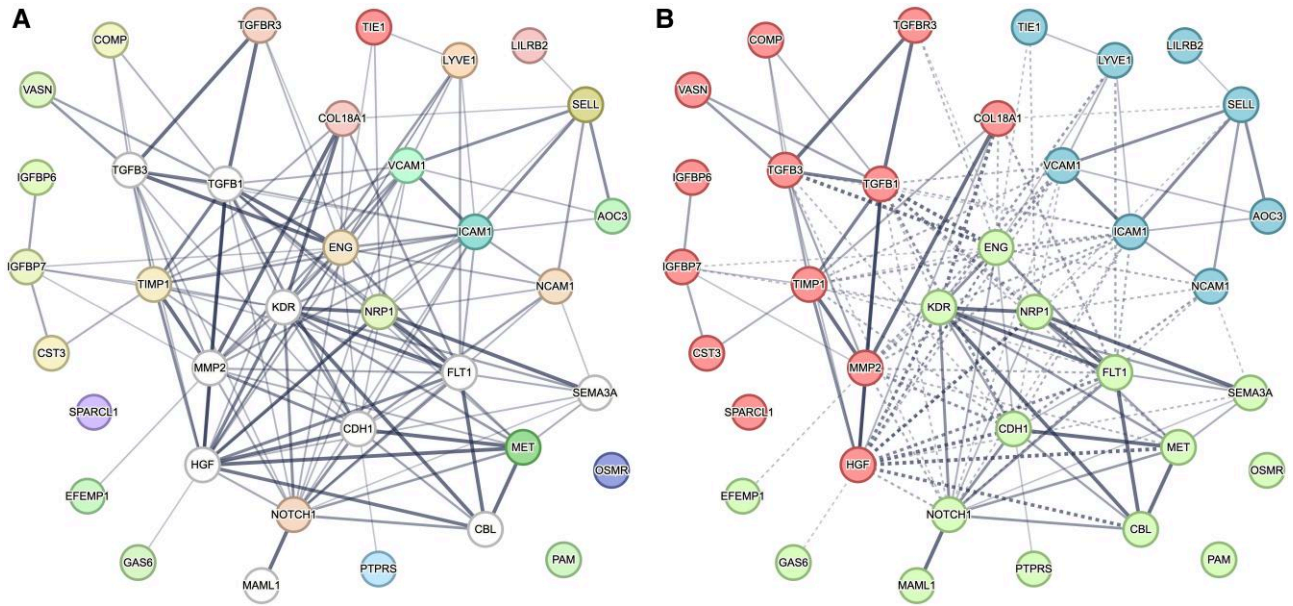 A
TGFBR3
TIE1
COMP
LYVE1
LILRB2
VASN
COL18A1
SELL
TGFB3
VCAM1
IGFBP6
TGFB1
AOC3
ICAM1
ENG
IGFBP7
TIMP1
NCAM1
KDR
NRP1
CST3
MMP2
FLT1
SEMA3A
SPARCL1
CDH1
MET
HGF
OSMR
EFEMP1
NOTCH1
CBL
GAS6
PTPRS
PAM
MAML1
B
TGFBR3
TIE1
COMP
LYVE1
LILRB2
VASN
COL18A1
SELL
TGFB3
VCAM1
IGFBP6
TGFB1
AOC3
ICAM1
ENG
IGFBP7
TIMP1
NCAM1
KDR
NRP1
CST3
MMP2
FLT1
SEMA3A
SPARCL1
CDH1
MET
HGF
OSMR
EFEMP1
NOTCH1
CBL
GAS6
PTPRS
PAM
MAML1